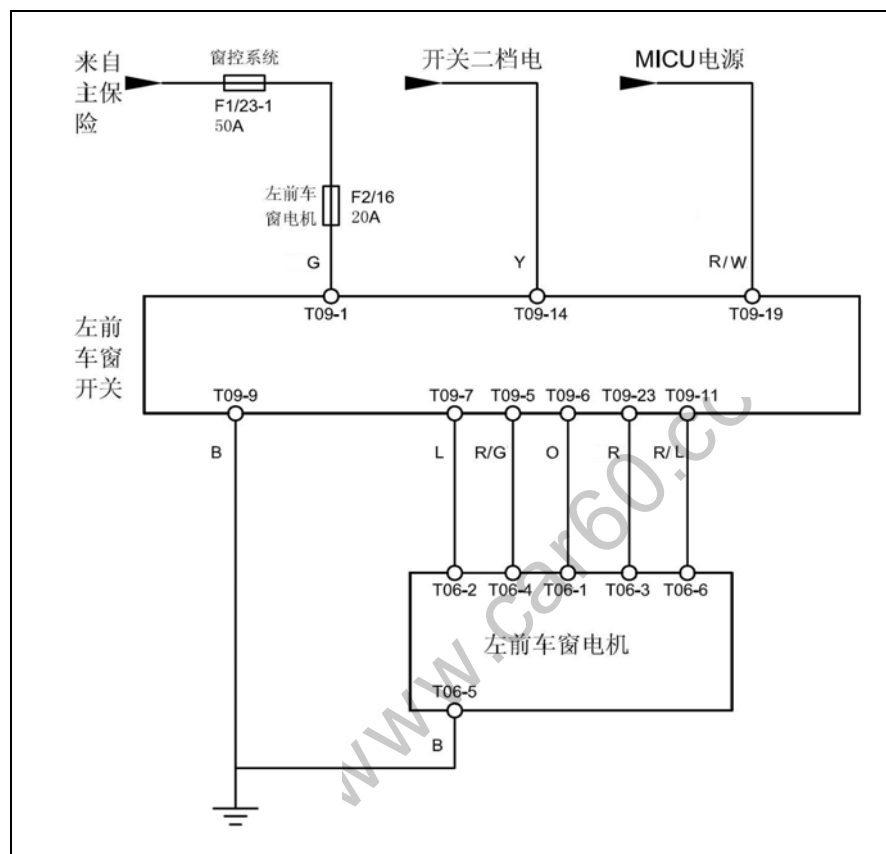 来自
主保
险
窗控系统
F1/23-1
50A
开关二档电
MICU电源
左前车
窗电机
F2/16
20A
G
Y
R/W
T09-1
T09-14
T09-19
左前
车窗
开关
T09-9
T09-7
T09-5
T09-6
T09-23
T09-11
B
L
R/G
O
R
R/L
T06-2
T06-4
T06-1
T06-3
T06-6
左前车窗电机
T06-5
B
www.car60.cc